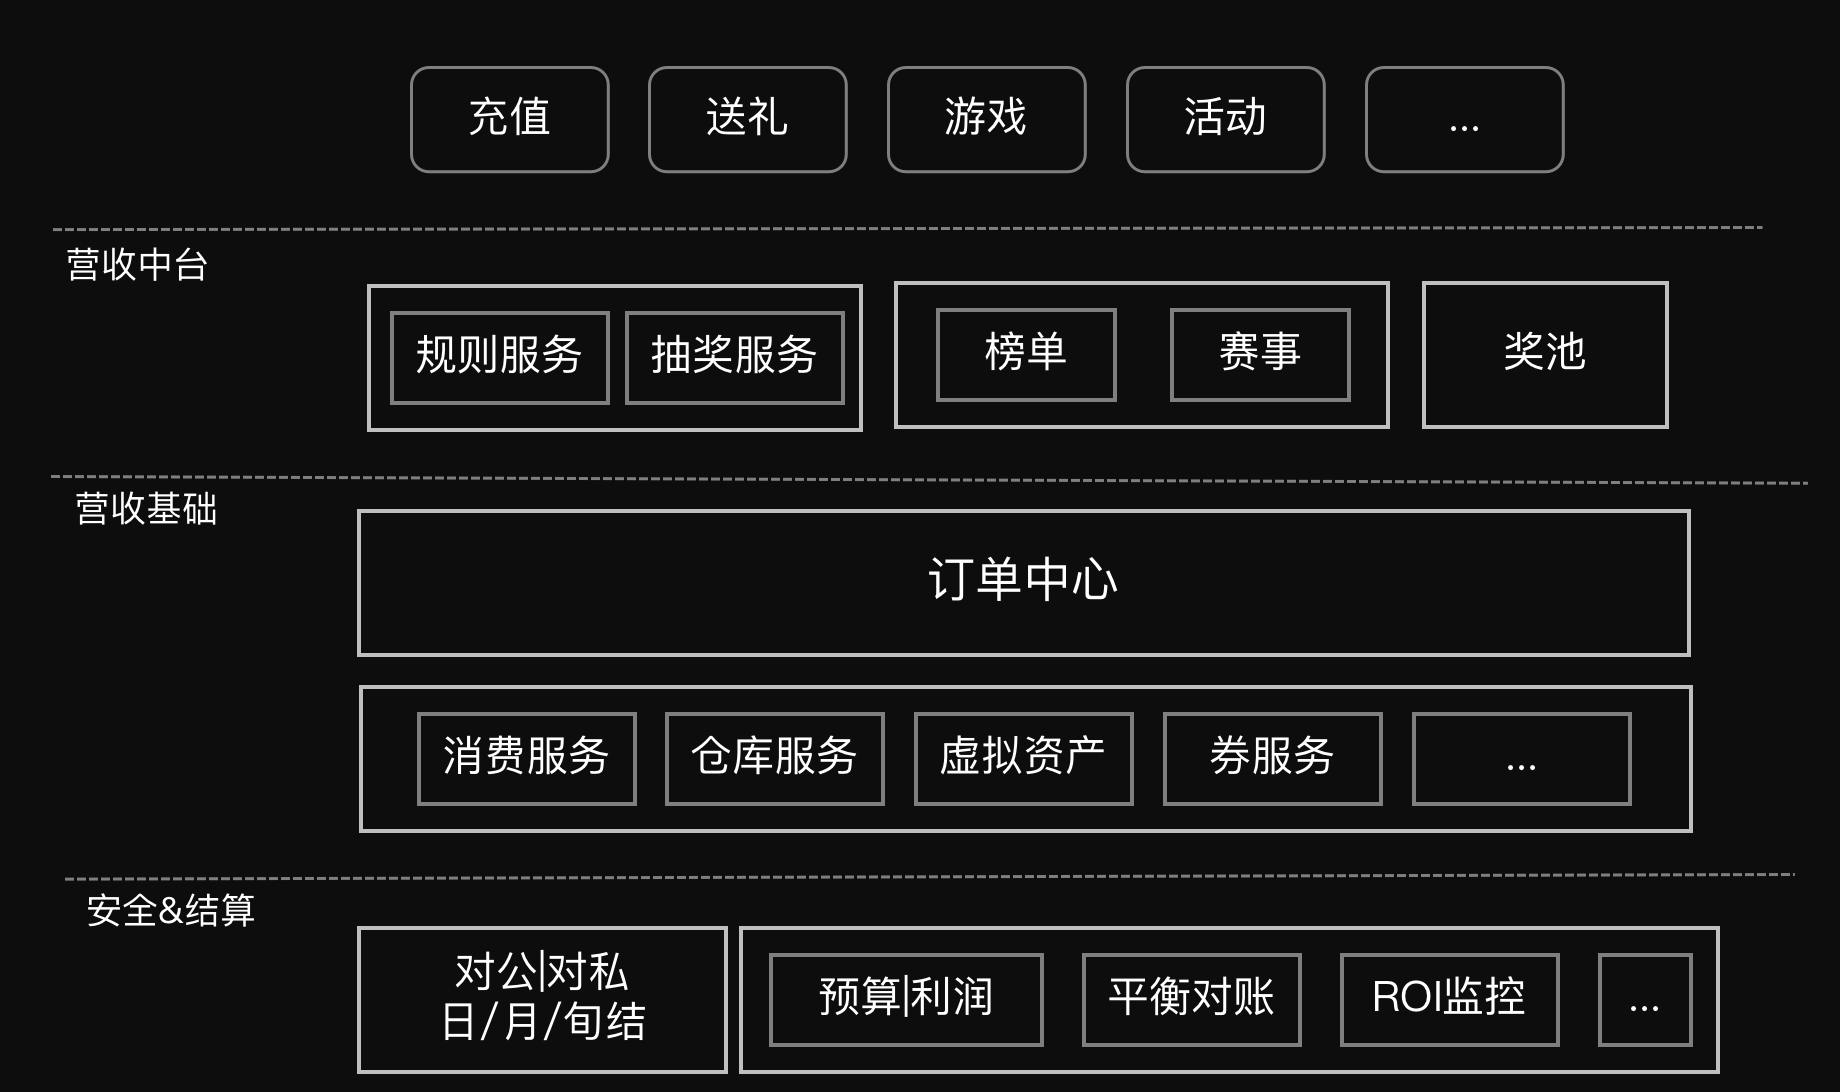 充值
送礼
游戏
活动
...
营收中台
规则服务
抽奖服务
榜单
赛事
奖池
营收基础
订单中心
消费服务
仓库服务
虚拟资产
券服务
...
安全&结算
对公|对私
日/月/旬结
预算|利润
平衡对账
ROI监控
...